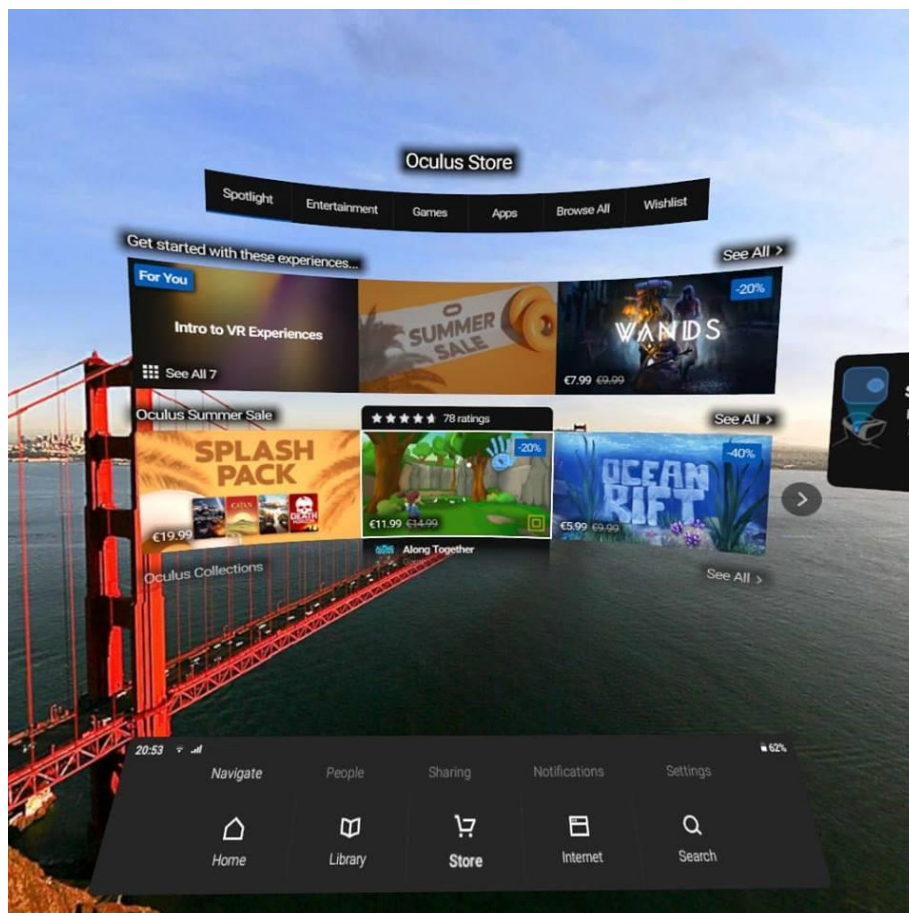 Oculus Store
Spotlight Entertainment Games Apps Browse All Wishlist
Get started with these experiences... See All >
For You
Intro to VR Experiences
See All 7
SUMMER
SALE
-20%
WANDS
€7.99 €9.99
Oculus Summer Sale
78 ratings
See All >
SPLASH
PACK
CATAN
DEATH
€19.99
-20%
€11.99 €14.99
Along Together
-40%
OCEAN
RIFT
€5.99 €9.99
Oculus Collections See All >
20:53 62%
Navigate People Sharing Notifications Settings
Home Library Store Internet Search